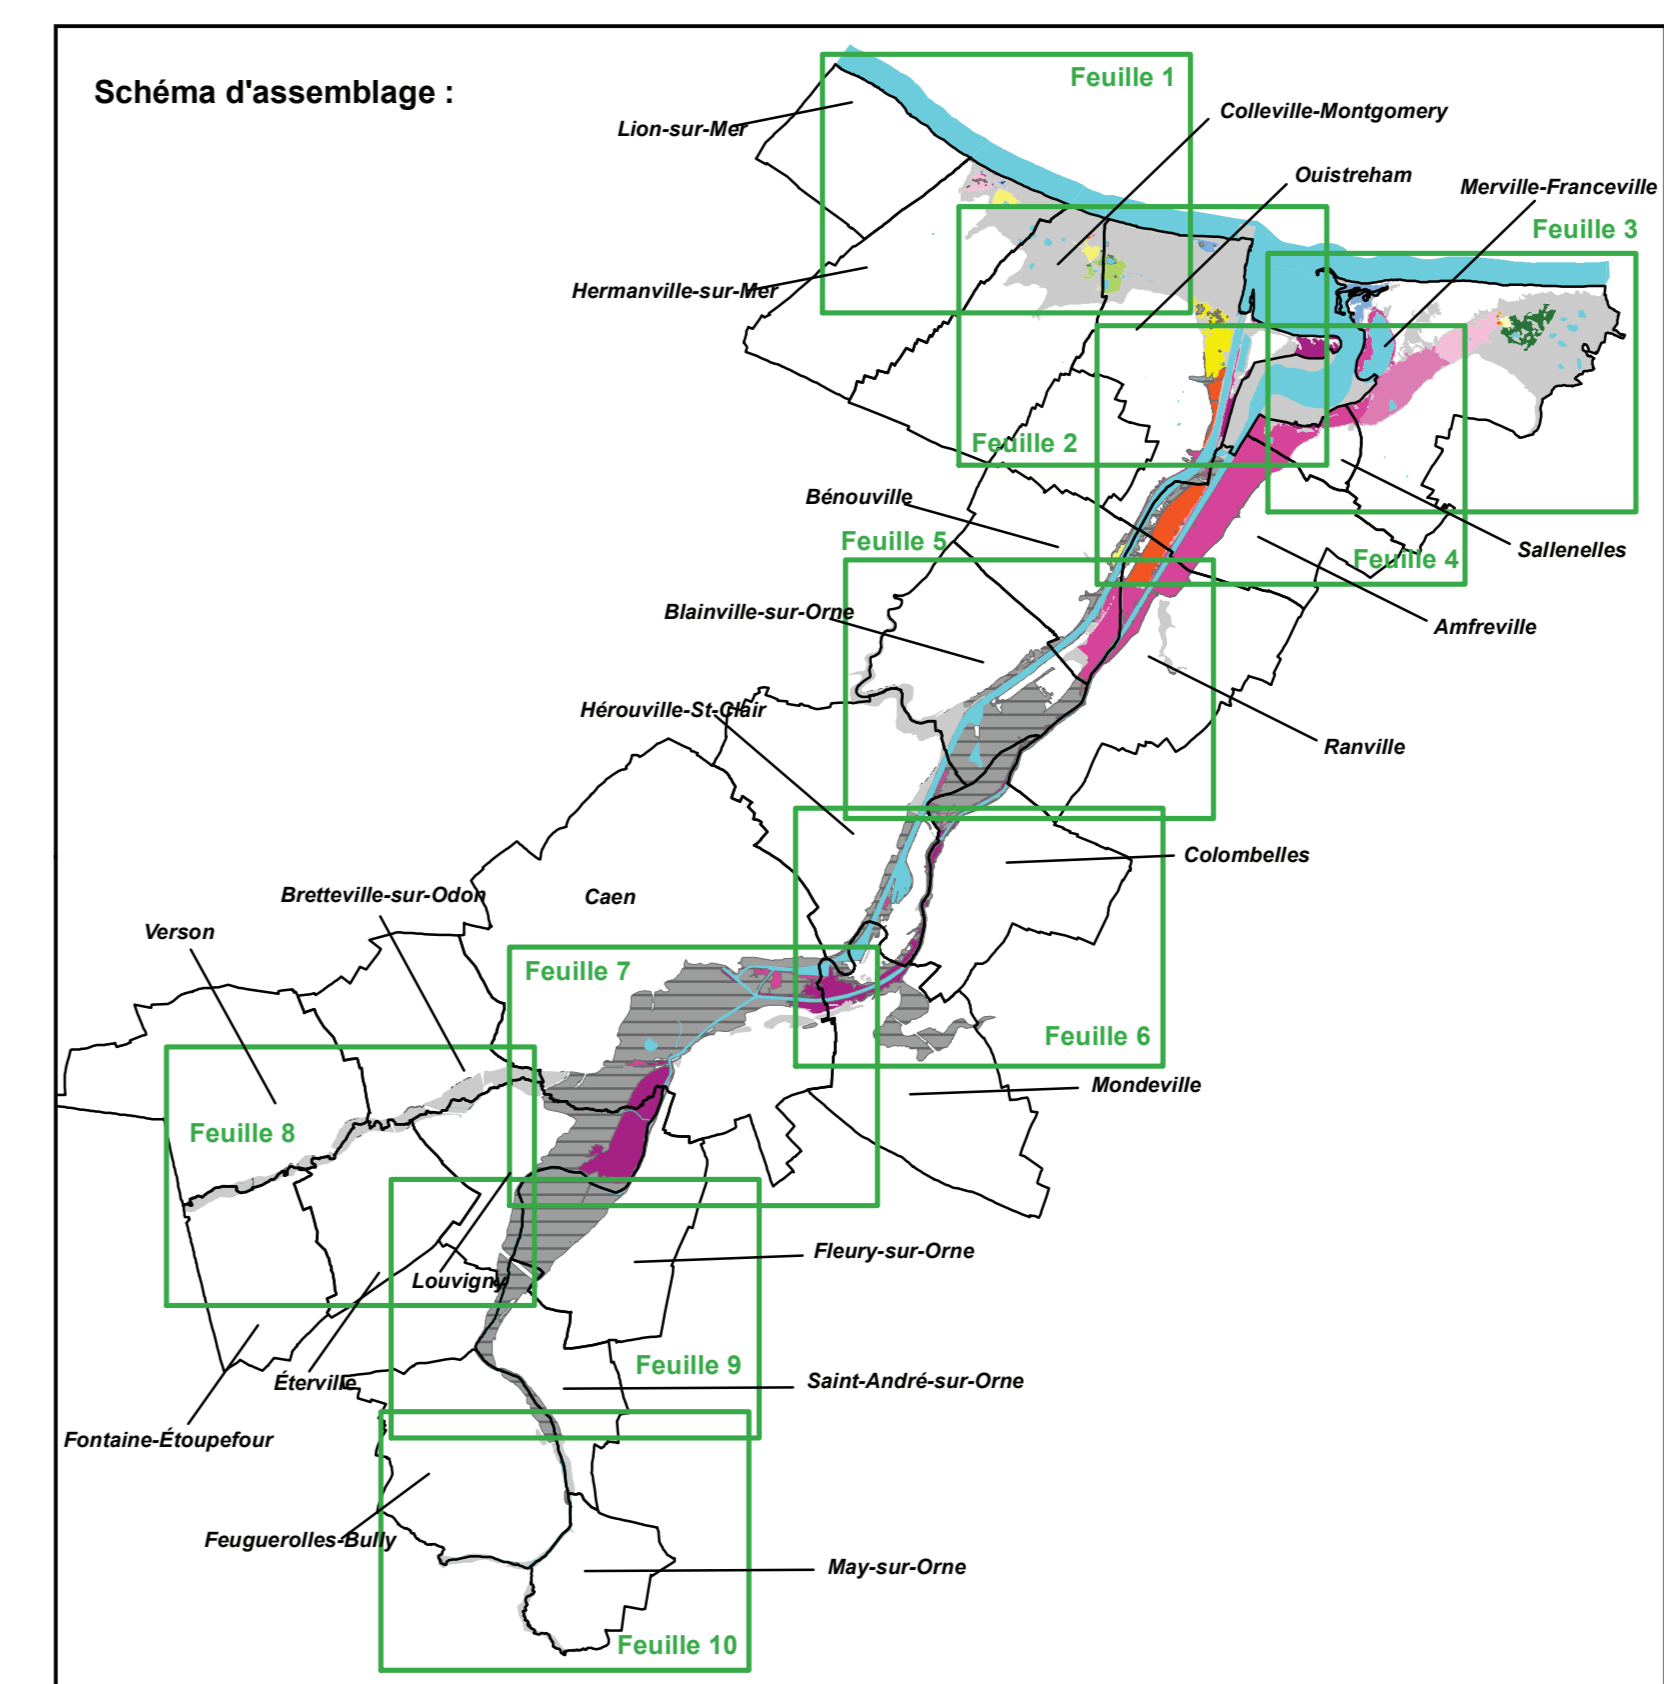 Schéma d'assemblage :
Feuille 1
Colleville-Montgomery
Lion-sur-Mer
Ouistreham
Merville-Franceville
Feuille 3
Hermanville-sur-Mer
Feuille 2
Bénouville
Feuille 5
Sallenelles
Feuille 4
Blainville-sur-Orne
Amfreville
Hérouville-St-Clair
Ranville
Colombelles
Bretteville-sur-Odon
Caen
Verson
Feuille 7
Feuille 6
Mondeville
Feuille 8
Fleury-sur-Orne
Louvigny
Feuille 9
Éterville
Saint-André-sur-Orne
Fontaine-Étoupefour
Feuguerolles-Bully
May-sur-Orne
Feuille 10